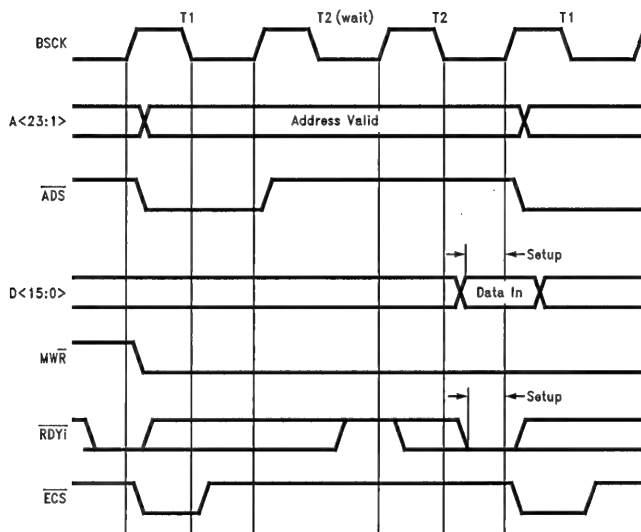 T1 T2 (wait) T2 T1
BSCK
A<23:1> Address Valid
ADS
Setup
D<15:0> Data In
MWR
Setup
RDYi
ECS